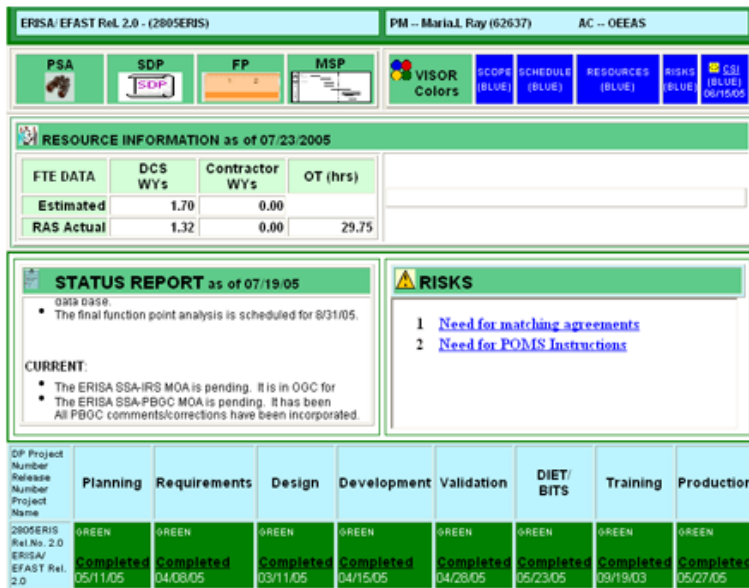 ERISA/ EFAST Rel. 2.0 - (2805ERIS)
PM -- Maria.L Ray (62637) AC -- OEEAS
PSA SDP FP MSP
SDP
1 2
VISOR Colors
SCOPE (BLUE)
SCHEDULE (BLUE)
RESOURCES (BLUE)
RISKS (BLUE)
CSI (BLUE) 06/15/05
RESOURCE INFORMATION as of 07/23/2005
FTE DATA DCS WYs Contractor WYs OT (hrs)
Estimated 1.70 0.00
RAS Actual 1.32 0.00 29.75
STATUS REPORT as of 07/19/05
data base.
The final function point analysis is scheduled for 8/31/05.
CURRENT:
The ERISA SSA-IRS MOA is pending. It is in OGC for
The ERISA SSA-PBGC MOA is pending. It has been
All PBGC comments/corrections have been incorporated.
RISKS
1 Need for matching agreements
2 Need for POMS Instructions
DP Project Number Release Number Project Name
Planning Requirements Design Development Validation DIET/ BITS Training Production
2805ERIS Rel.No. 2.0 ERISA/ EFAST Rel. 2.0
GREEN GREEN GREEN GREEN GREEN GREEN GREEN GREEN
Completed Completed Completed Completed Completed Completed Completed Completed
05/11/05 04/08/05 03/11/05 04/15/05 04/28/05 05/23/05 09/19/03 05/27/05